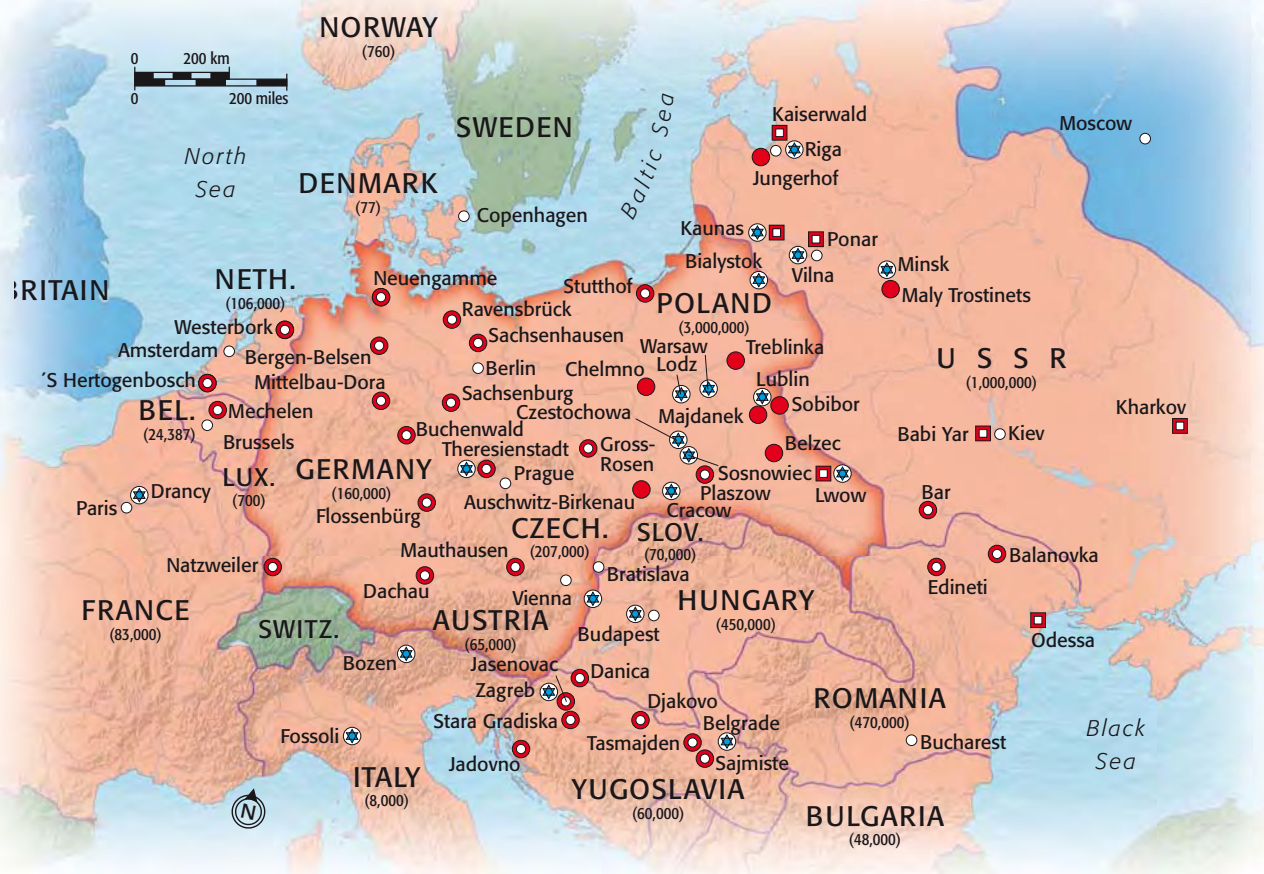 NORWAY
(760)
0 200 km
0 200 miles
SWEDEN
Baltic Sea
North
Sea
DENMARK
(77)
Copenhagen
Kaiserwald
Riga
Jungerhof
Moscow
Kaunas
Ponar
Bialystok
Vilna
Minsk
Maly Trostinets
BRITAIN
NETH.
(106,000)
Neuengamme
Stutthof
POLAND
(3,000,000)
Westerbork
Ravensbrück
Amsterdam
Bergen-Belsen
Sachsenhausen
Berlin
Warsaw
Lodz
Treblinka
U S S R
(1,000,000)
´S Hertogenbosch
Mittelbau-Dora
Sachsenburg
Chelmno
Lublin
Sobibor
Majdanek
BEL.
(24,387)
Mechelen
Brussels
Buchenwald
Czestochowa
Kharkov
Babi Yar
Kiev
LUX.
(700)
GERMANY
(160,000)
Theresienstadt
Prague
Gross-
Rosen
Belzec
Sosnowiec
Lwow
Plaszow
Drancy
Paris
Flossenbürg
Auschwitz-Birkenau
Cracow
Bar
CZECH.
(207,000)
SLOV.
(70,000)
Natzweiler
Mauthausen
Dachau
Bratislava
Vienna
Balanovka
Edineti
FRANCE
(83,000)
SWITZ.
AUSTRIA
(65,000)
HUNGARY
(450,000)
Budapest
Odessa
Bozen
Jasenovac
Danica
Zagreb
Stara Gradiska
Djakovo
Belgrade
ROMANIA
(470,000)
Bucharest
Black
Sea
Fossoli
Jadovno
Tasmajden
Sajmiste
ITALY
(8,000)
YUGOSLAVIA
(60,000)
BULGARIA
(48,000)
N